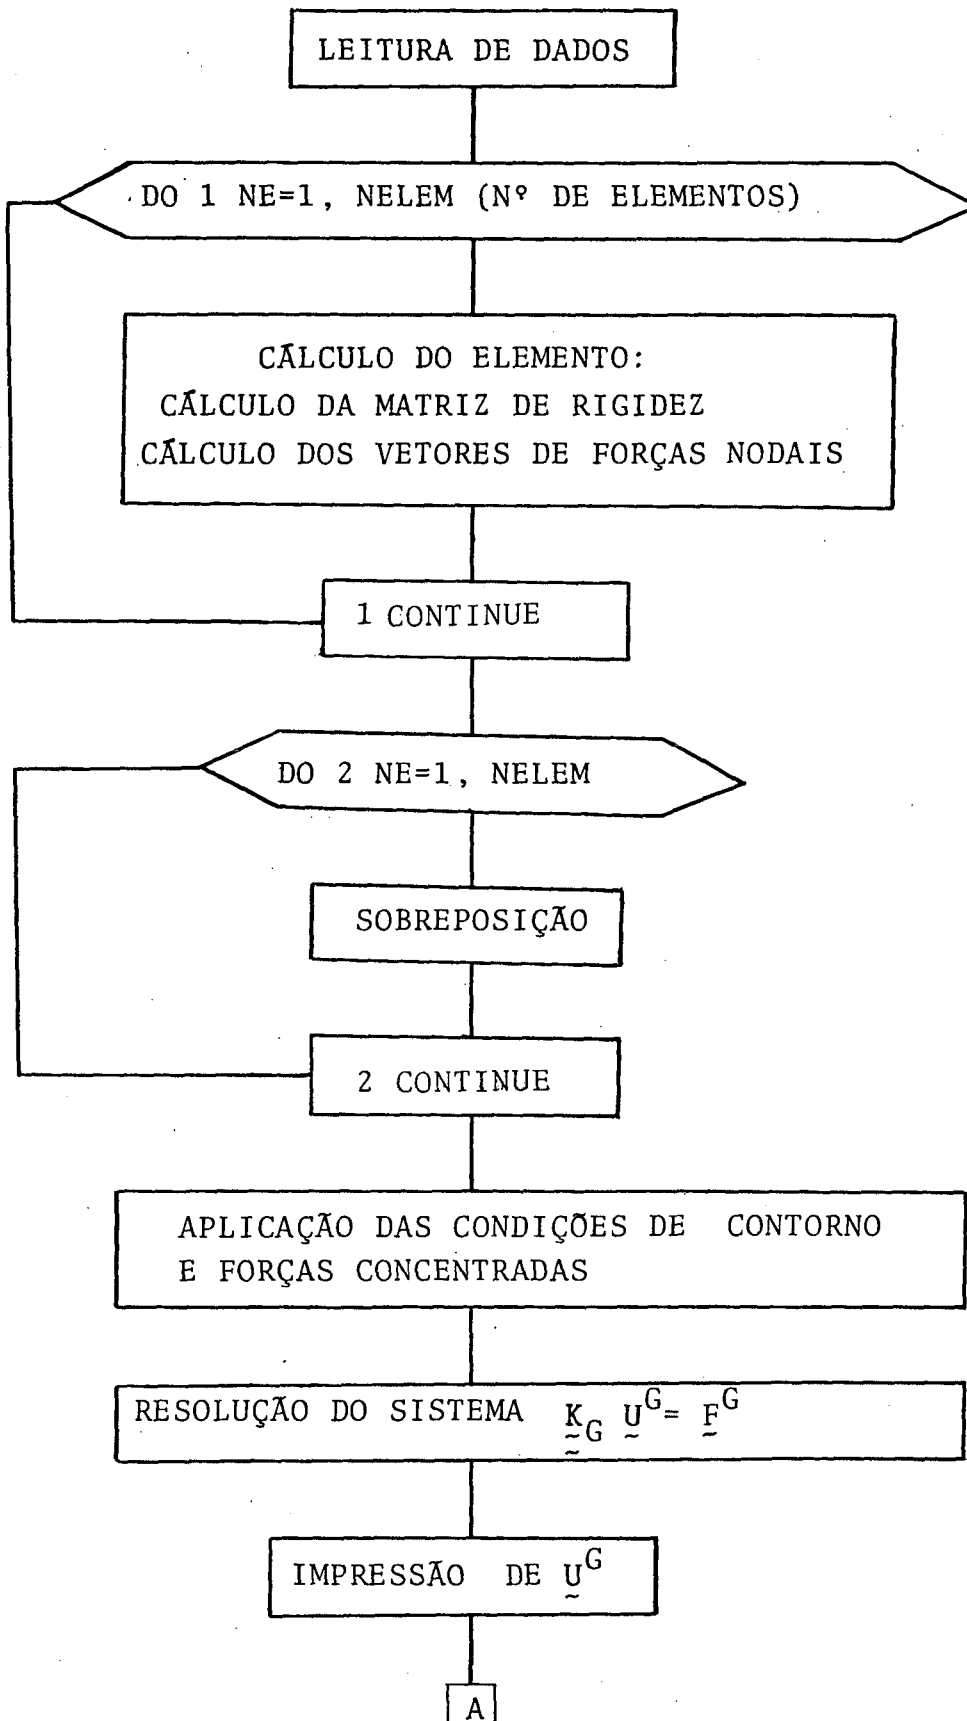 LEITURA DE DADOS
DO 1 NE=1, NELEM (Nº DE ELEMENTOS)
CÁLCULO DO ELEMENTO:
CÁLCULO DA MATRIZ DE RIGIDEZ
CÁLCULO DOS VETORES DE FORÇAS NODAIS
1 CONTINUE
DO 2 NE=1, NELEM
SOBREPOSIÇÃO
2 CONTINUE
APLICAÇÃO DAS CONDIÇÕES DE CONTORNO
E FORÇAS CONCENTRADAS
RESOLUÇÃO DO SISTEMA K_G U^G= F^G
IMPRESSÃO DE U^G
A